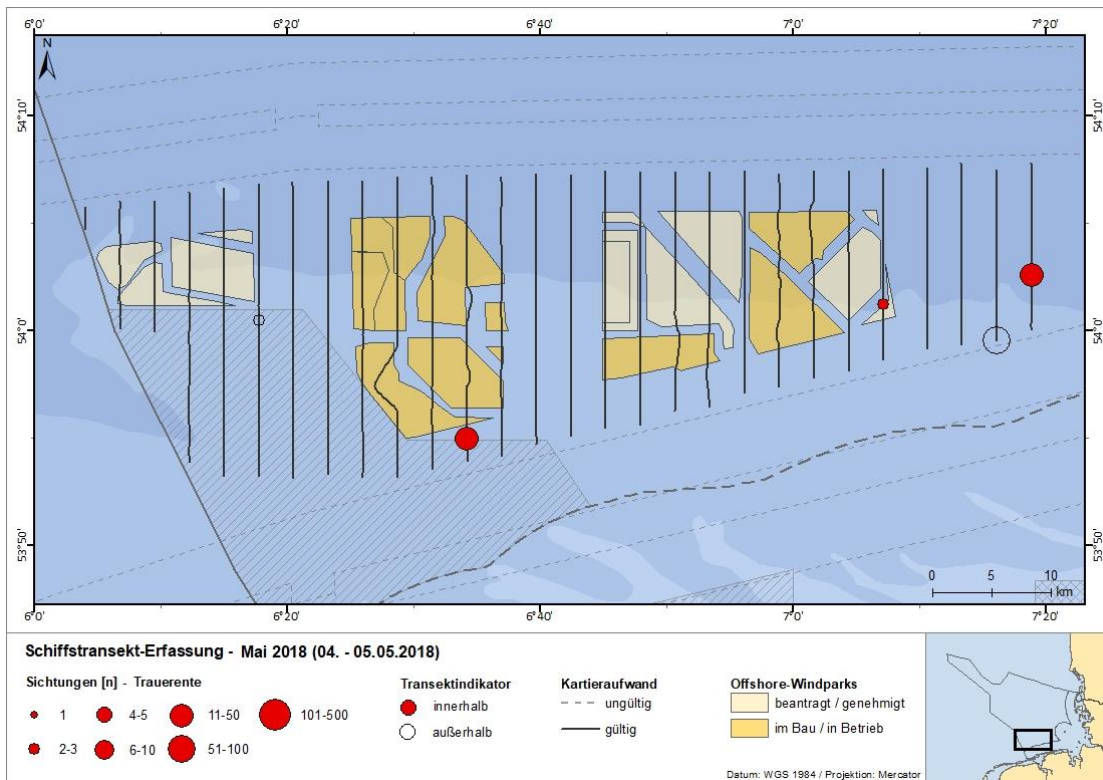 6°0' 6°20' 6°40' 7°0' 7°20'
N
54°10' 54°10'
54°0' 54°0'
53°50' 53°50'
0 5 10
km
6°0' 6°20' 6°40' 7°0' 7°20'
Schiffstransekt-Erfassung - Mai 2018 (04. - 05.05.2018)
Sichtungen [n] - Trauerente
1 4-5 11-50 101-500
2-3 6-10 51-100
Transektindikator
innerhalb
außerhalb
Kartieraufwand
ungültig
gültig
Offshore-Windparks
beantragt / genehmigt
im Bau / in Betrieb
Datum: WGS 1984 / Projektion: Mercator